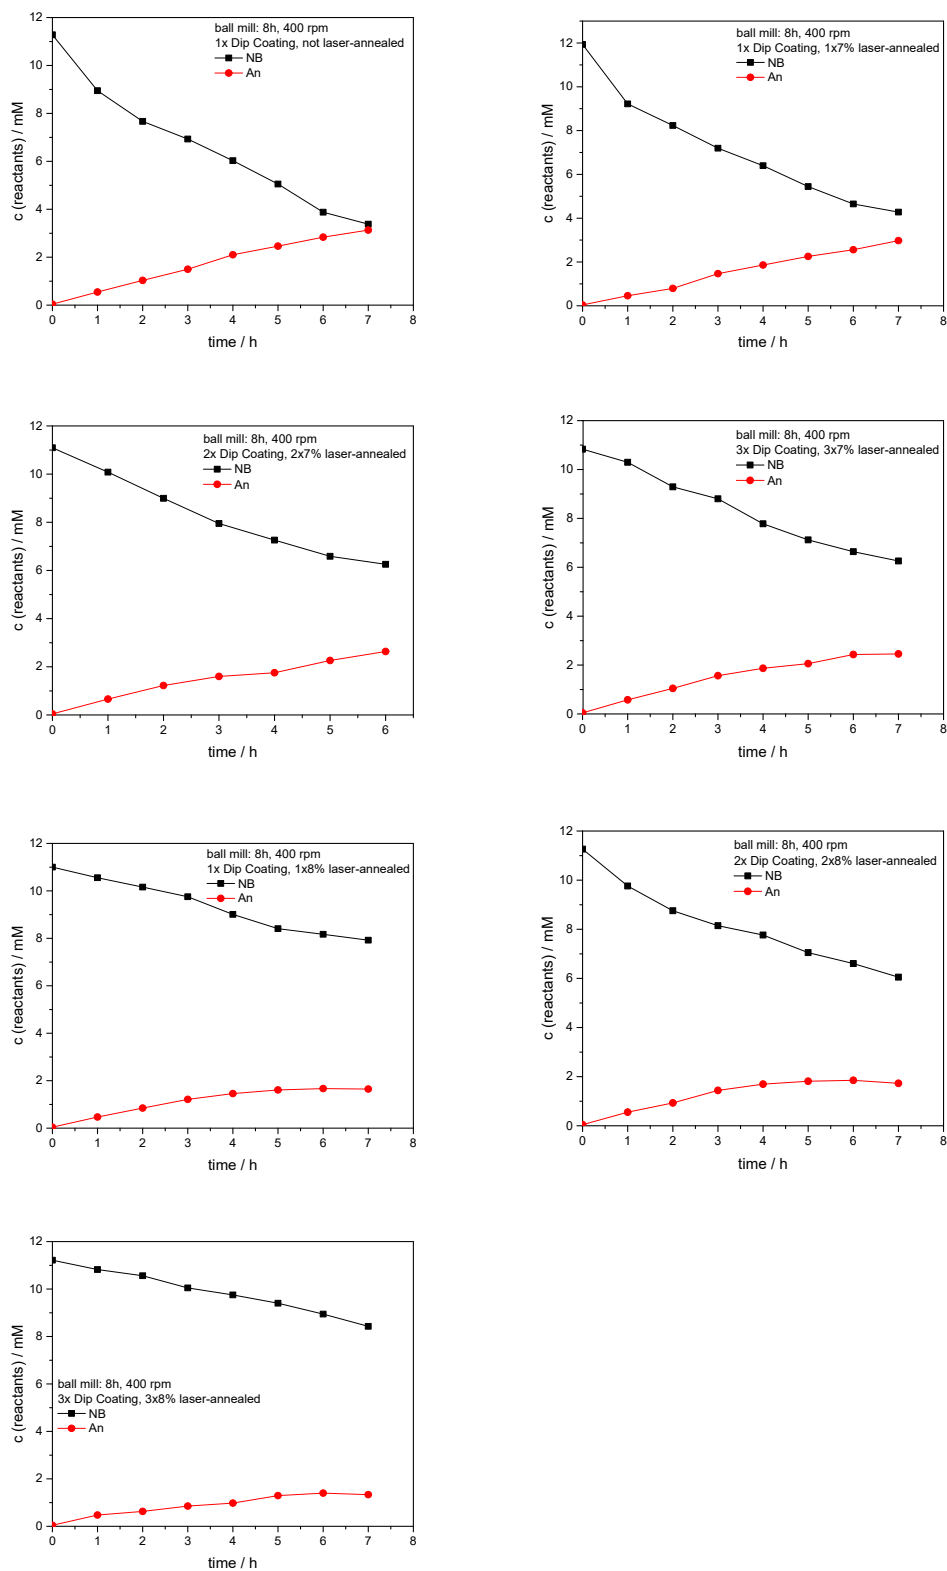 ball mill: 8h, 400 rpm
1x Dip Coating, not laser-annealed
NB
An
12
10
8
6
4
2
0
c (reactants) / mM
0 1 2 3 4 5 6 7 8
time / h
ball mill: 8h, 400 rpm
1x Dip Coating, 1x7% laser-annealed
NB
An
12
10
8
6
4
2
0
c (reactants) / mM
0 1 2 3 4 5 6 7 8
time / h
ball mill: 8h, 400 rpm
2x Dip Coating, 2x7% laser-annealed
NB
An
12
10
8
6
4
2
0
c (reactants) / mM
0 1 2 3 4 5 6
time / h
ball mill: 8h, 400 rpm
3x Dip Coating, 3x7% laser-annealed
NB
An
12
10
8
6
4
2
0
c (reactants) / mM
0 1 2 3 4 5 6 7 8
time / h
ball mill: 8h, 400 rpm
1x Dip Coating, 1x8% laser-annealed
NB
An
12
10
8
6
4
2
0
c (reactants) / mM
0 1 2 3 4 5 6 7 8
time / h
ball mill: 8h, 400 rpm
2x Dip Coating, 2x8% laser-annealed
NB
An
12
10
8
6
4
2
0
c (reactants) / mM
0 1 2 3 4 5 6 7 8
time / h
ball mill: 8h, 400 rpm
3x Dip Coating, 3x8% laser-annealed
NB
An
12
10
8
6
4
2
0
c (reactants) / mM
0 1 2 3 4 5 6 7 8
time / h